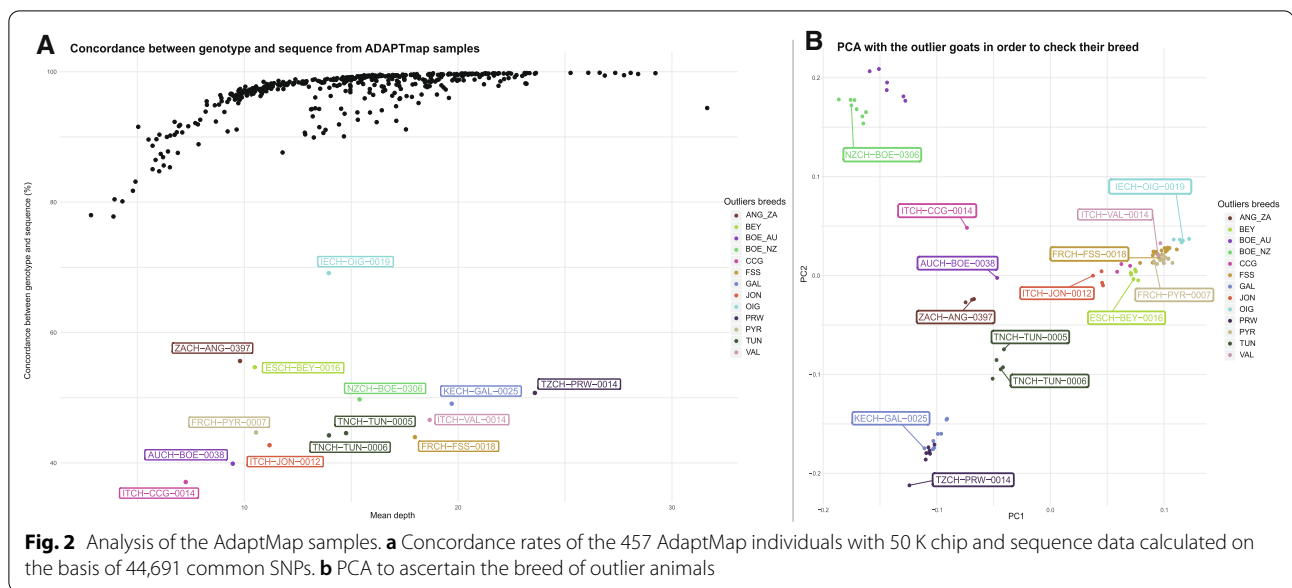 A
Concordance between genotype and sequence from ADAPTmap samples
Concordance between genotype and sequence (%)
100
80
60
40
10
20
30
Mean depth
IECH−OIG−0019
ZACH−ANG−0397
ESCH−BEY−0016
NZCH−BOE−0306
KECH−GAL−0025
TZCH−PRW−0014
FRCH−PYR−0007
TNCH−TUN−0005
ITCH−VAL−0014
TNCH−TUN−0006
FRCH−FSS−0018
AUCH−BOE−0038
ITCH−JON−0012
ITCH−CCG−0014
Outliers breeds
ANG_ZA
BEY
BOE_AU
BOE_NZ
CCG
FSS
GAL
JON
OIG
PRW
PYR
TUN
VAL
B
PCA with the outlier goats in order to check their breed
PC2
0.2
0.1
0.0
−0.1
−0.2
−0.2
−0.1
0.0
0.1
PC1
NZCH−BOE−0306
IECH−OIG−0019
ITCH−CCG−0014
ITCH−VAL−0014
FRCH−FSS−0018
AUCH−BOE−0038
ITCH−JON−0012
FRCH−PYR−0007
ZACH−ANG−0397
ESCH−BEY−0016
TNCH−TUN−0005
TNCH−TUN−0006
KECH−GAL−0025
TZCH−PRW−0014
Outliers breeds
ANG_ZA
BEY
BOE_AU
BOE_NZ
CCG
FSS
GAL
JON
OIG
PRW
PYR
TUN
VAL
Fig. 2 Analysis of the AdaptMap samples. a Concordance rates of the 457 AdaptMap individuals with 50 K chip and sequence data calculated on
the basis of 44,691 common SNPs. b PCA to ascertain the breed of outlier animals